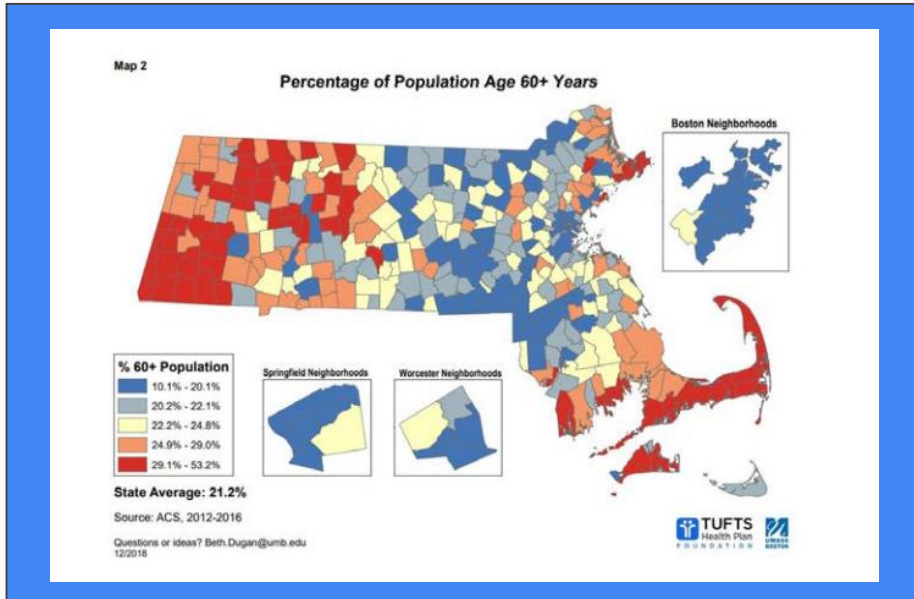 Map 2
Percentage of Population Age 60+ Years
Boston Neighborhoods
% 60+ Population
10.1% - 20.1%
20.2% - 22.1%
22.2% - 24.8%
24.9% - 29.0%
29.1% - 53.2%
Springfield Neighborhoods
Worcester Neighborhoods
State Average: 21.2%
Source: ACS, 2012-2016
Questions or ideas? Beth.Dugan@umb.edu
12/2018
TUFTS
Health Plan
FOUNDATION
UMASS
BOSTON